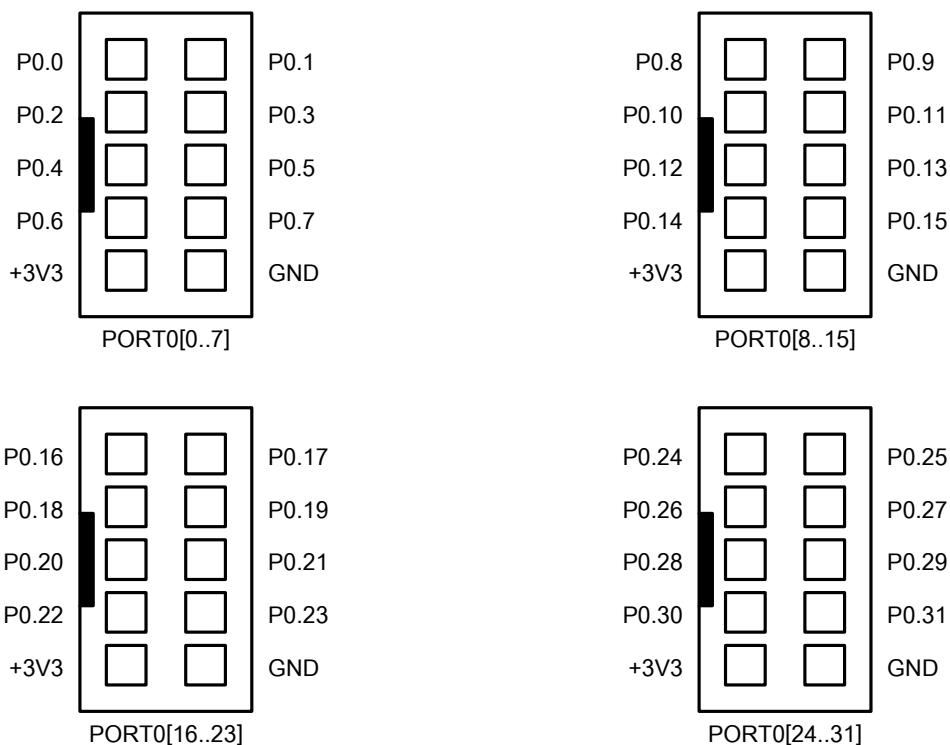 P0.0 P0.1 P0.8 P0.9
P0.2 P0.3 P0.10 P0.11
P0.4 P0.5 P0.12 P0.13
P0.6 P0.7 P0.14 P0.15
+3V3 GND +3V3 GND
PORT0[0..7] PORT0[8..15]
P0.16 P0.17 P0.24 P0.25
P0.18 P0.19 P0.26 P0.27
P0.20 P0.21 P0.28 P0.29
P0.22 P0.23 P0.30 P0.31
+3V3 GND +3V3 GND
PORT0[16..23] PORT0[24..31]